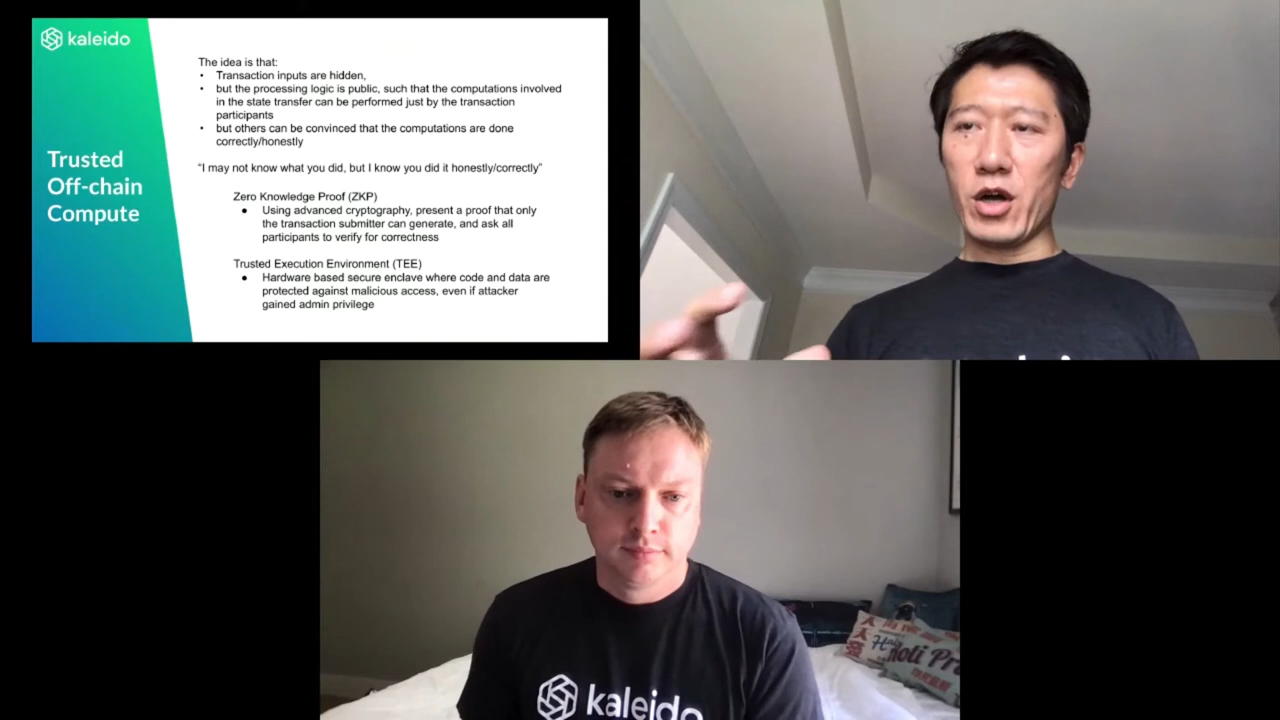 kaleido
Trusted
Off-chain
Compute
The idea is that:
• Transaction inputs are hidden,
• but the processing logic is public, such that the computations involved
in the state transfer can be performed just by the transaction
participants
• but others can be convinced that the computations are done
correctly/honestly
“I may not know what you did, but I know you did it honestly/correctly”
Zero Knowledge Proof (ZKP)
● Using advanced cryptography, present a proof that only
the transaction submitter can generate, and ask all
participants to verify for correctness
Trusted Execution Environment (TEE)
● Hardware based secure enclave where code and data are
protected against malicious access, even if attacker
gained admin privilege
kaleido